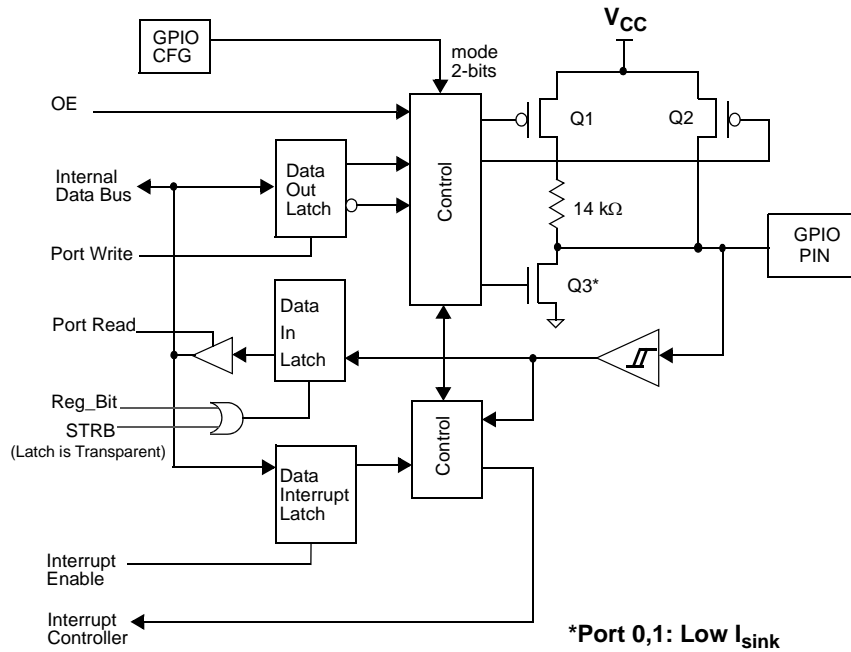 GPIO
CFG
mode
2-bits
VCC
OE
Q1
Q2
Control
Internal
Data Bus
Data
Out
Latch
14 kΩ
GPIO
PIN
Port Write
Q3*
Data
In
Latch
Port Read
Reg_Bit
STRB
(Latch is Transparent)
Control
Data
Interrupt
Latch
Interrupt
Enable
Interrupt
Controller
*Port 0,1: Low Isink